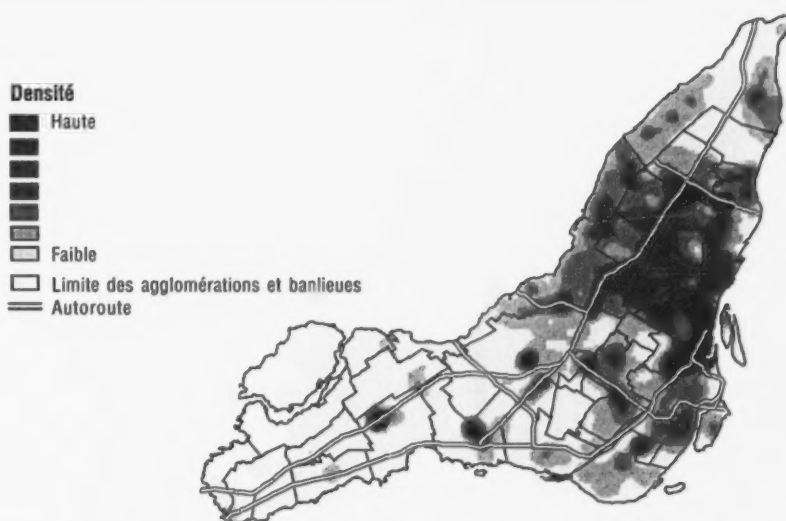 Densité
Haute
Faible
Limite des agglomérations et banlieues
Autoroute